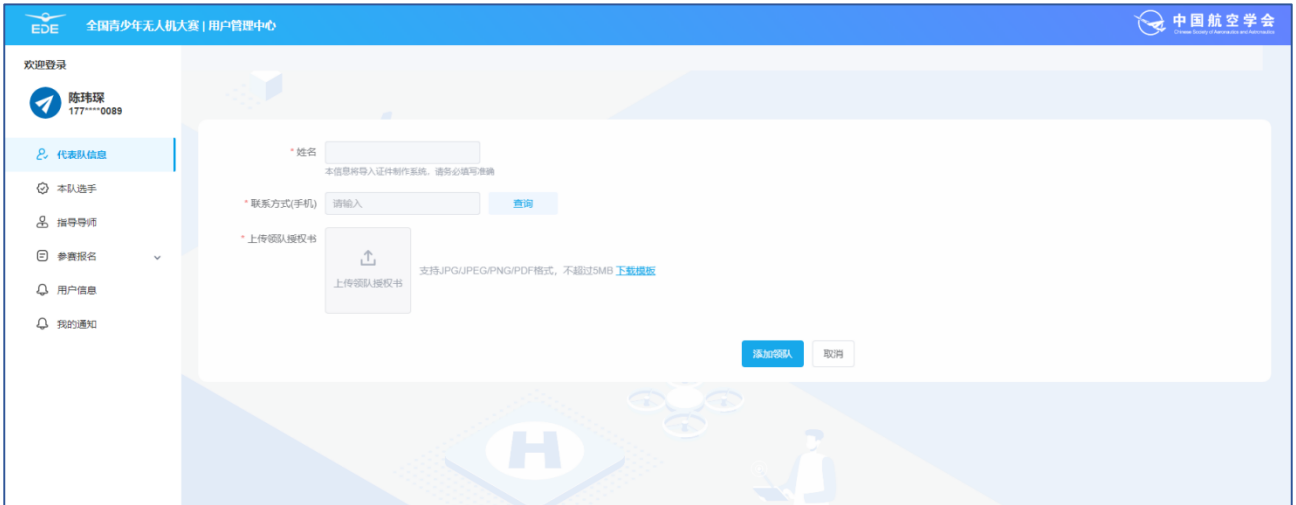 EDE
全国青少年无人机大赛 | 用户管理中心
中国航空学会
Chinese Society of Aeronautics and Astronautics
欢迎登录
陈玮琛
177****0089
代表队信息
本队选手
指导导师
参赛报名
用户信息
我的通知
* 姓名
本信息将导入证件制作系统，请务必填写准确
* 联系方式(手机) 请输入 查询
* 上传领队授权书
上传领队授权书
支持JPG/JPEG/PNG/PDF格式，不超过5MB 下载模板
添加领队 取消
H